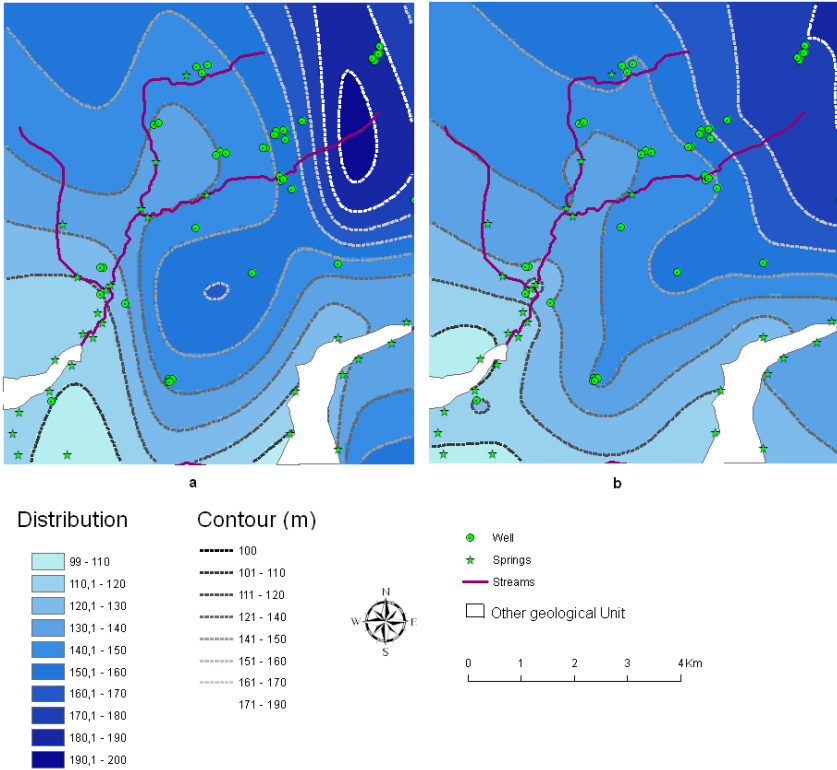 a
b
Distribution
99 - 110
110,1 - 120
120,1 - 130
130,1 - 140
140,1 - 150
150,1 - 160
160,1 - 170
170,1 - 180
180,1 - 190
190,1 - 200
Contour (m)
100
101 - 110
111 - 120
121 - 140
141 - 150
151 - 160
161 - 170
171 - 190
N
W E
S
Well
Springs
Streams
Other geological Unit
0 1 2 3 4 Km